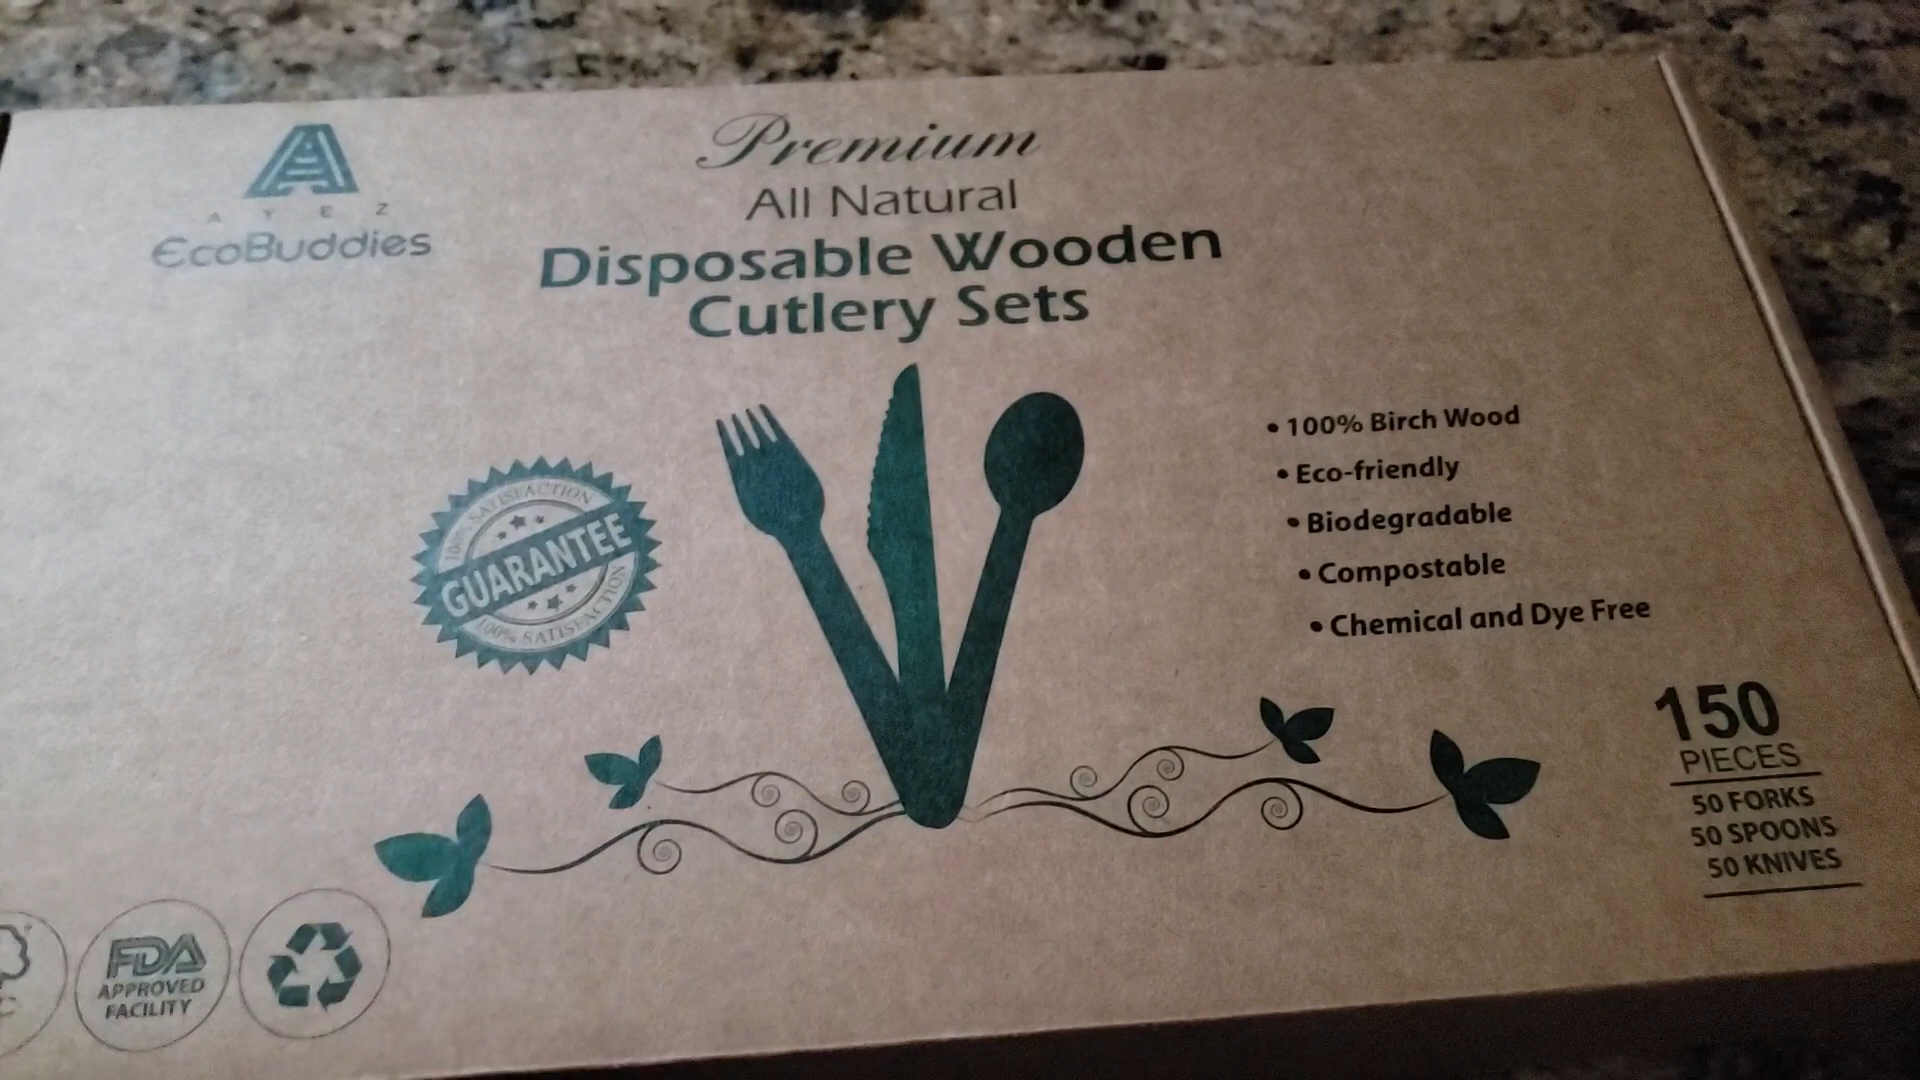 A Y E Z
EcoBuddies
Premium
All Natural
Disposable Wooden
Cutlery Sets
100% SATISFACTION
GUARANTEE
100% SATISFACTION
• 100% Birch Wood
• Eco-friendly
• Biodegradable
• Compostable
• Chemical and Dye Free
150
PIECES
50 FORKS
50 SPOONS
50 KNIVES
C
FDA
APPROVED
FACILITY